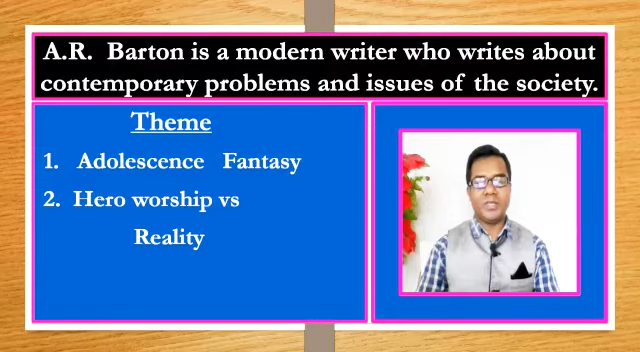 A.R. Barton is a modern writer who writes about
contemporary problems and issues of the society.
Theme
1. Adolescence Fantasy
2. Hero worship vs
Reality